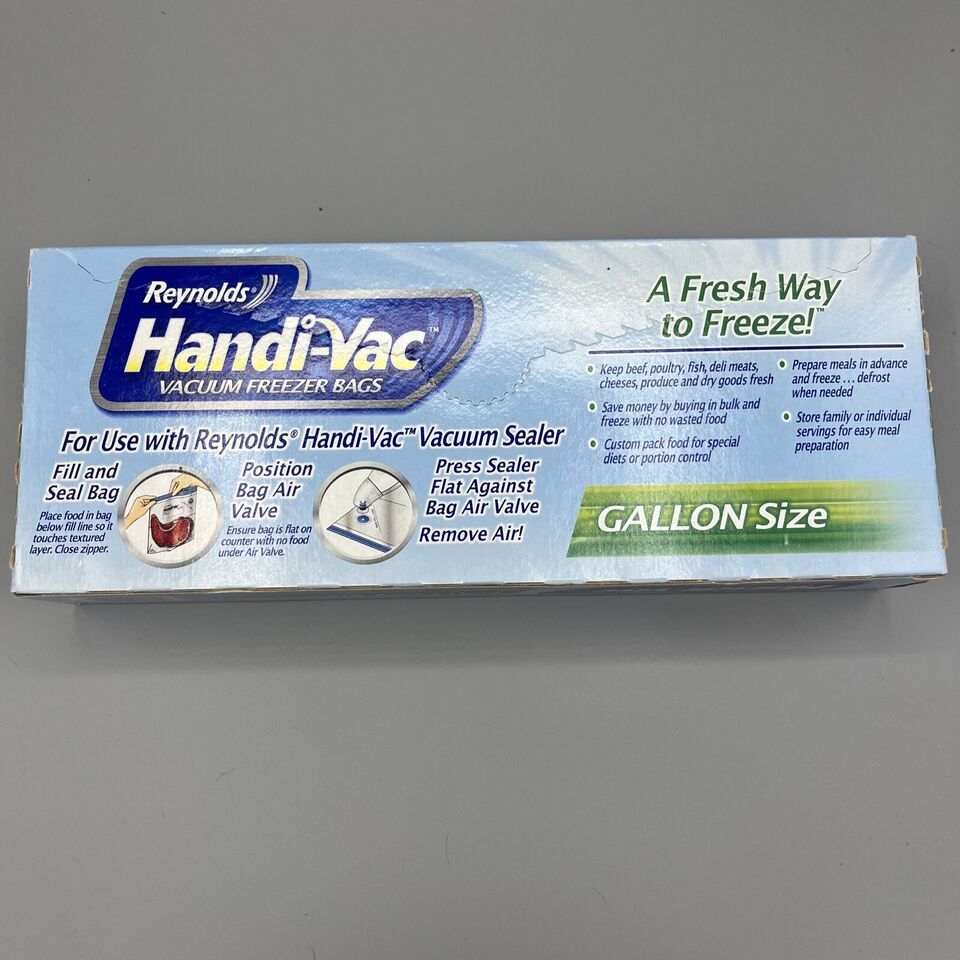 Reynolds®
Handi-Vac™
VACUUM FREEZER BAGS
For Use with Reynolds® Handi-Vac™ Vacuum Sealer
Fill and
Seal Bag
Place food in bag
below fill line so it
touches textured
layer. Close zipper.
Position
Bag Air
Valve
Ensure bag is flat on
counter with no food
under Air Valve.
Press Sealer
Flat Against
Bag Air Valve
Remove Air!
A Fresh Way
to Freeze!™
• Keep beef, poultry, fish, deli meats,
cheeses, produce and dry goods fresh
• Save money by buying in bulk and
freeze with no wasted food
• Custom pack food for special
diets or portion control
• Prepare meals in advance
and freeze ... defrost
when needed
• Store family or individual
servings for easy meal
preparation
GALLON Size